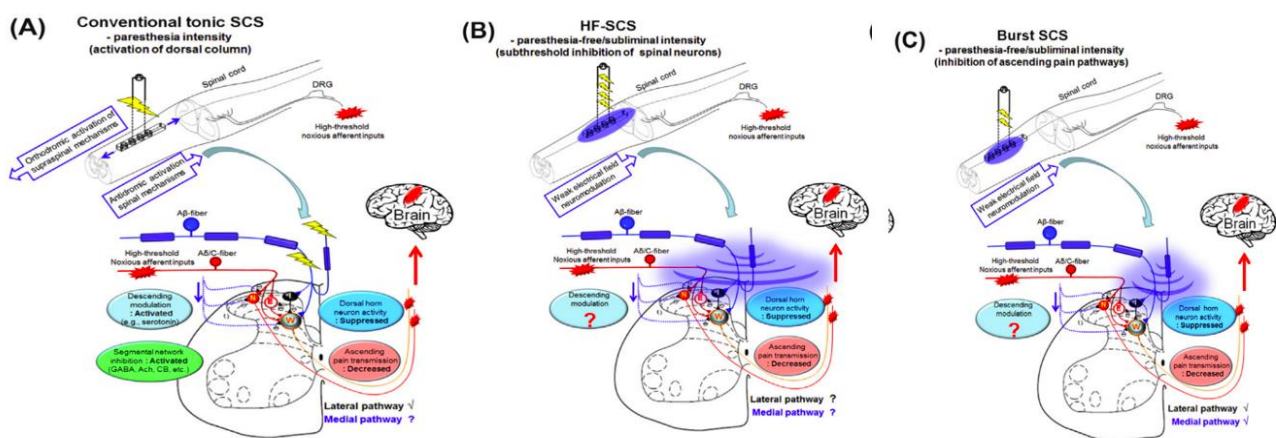 (A)
Conventional tonic SCS
- paresthesia intensity
(activation of dorsal column)
Spinal cord
DRG
High-threshold
noxious afferent inputs
Orthodromic activation of
supraspinal mechanisms
Antidromic activation
spinal mechanisms
Brain
Aβ-fiber
High-threshold
Noxious afferent inputs
Aδ/C-fiber
Descending
modulation
: Activated
(e.g., serotonin)
Dorsal horn
neuron activity
: Suppressed
W
Segmental network
inhibition : Activated
(GABA, Ach, CB, etc.)
Ascending
pain transmission
: Decreased
Lateral pathway √
Medial pathway ?
(B)
HF-SCS
- paresthesia-free/subliminal intensity
(subthreshold inhibition of spinal neurons)
Spinal cord
DRG
High-threshold
noxious afferent inputs
Weak electrical field
neuromodulation
Brain
Aβ-fiber
High-threshold
Noxious afferent inputs
Aδ/C-fiber
Descending
modulation
?
Dorsal horn
neuron activity
: Suppressed
W
Ascending
pain transmission
: Decreased
Lateral pathway ?
Medial pathway ?
(C)
Burst SCS
- paresthesia-free/subliminal intensity
(inhibition of ascending pain pathways)
Spinal cord
DRG
High-threshold
noxious afferent inputs
Weak electrical field
neuromodulation
Brain
Aβ-fiber
High-threshold
Noxious afferent inputs
Aδ/C-fiber
Descending
modulation
?
Dorsal horn
neuron activity
: Suppressed
W
Ascending
pain transmission
: Decreased
Lateral pathway √
Medial pathway √